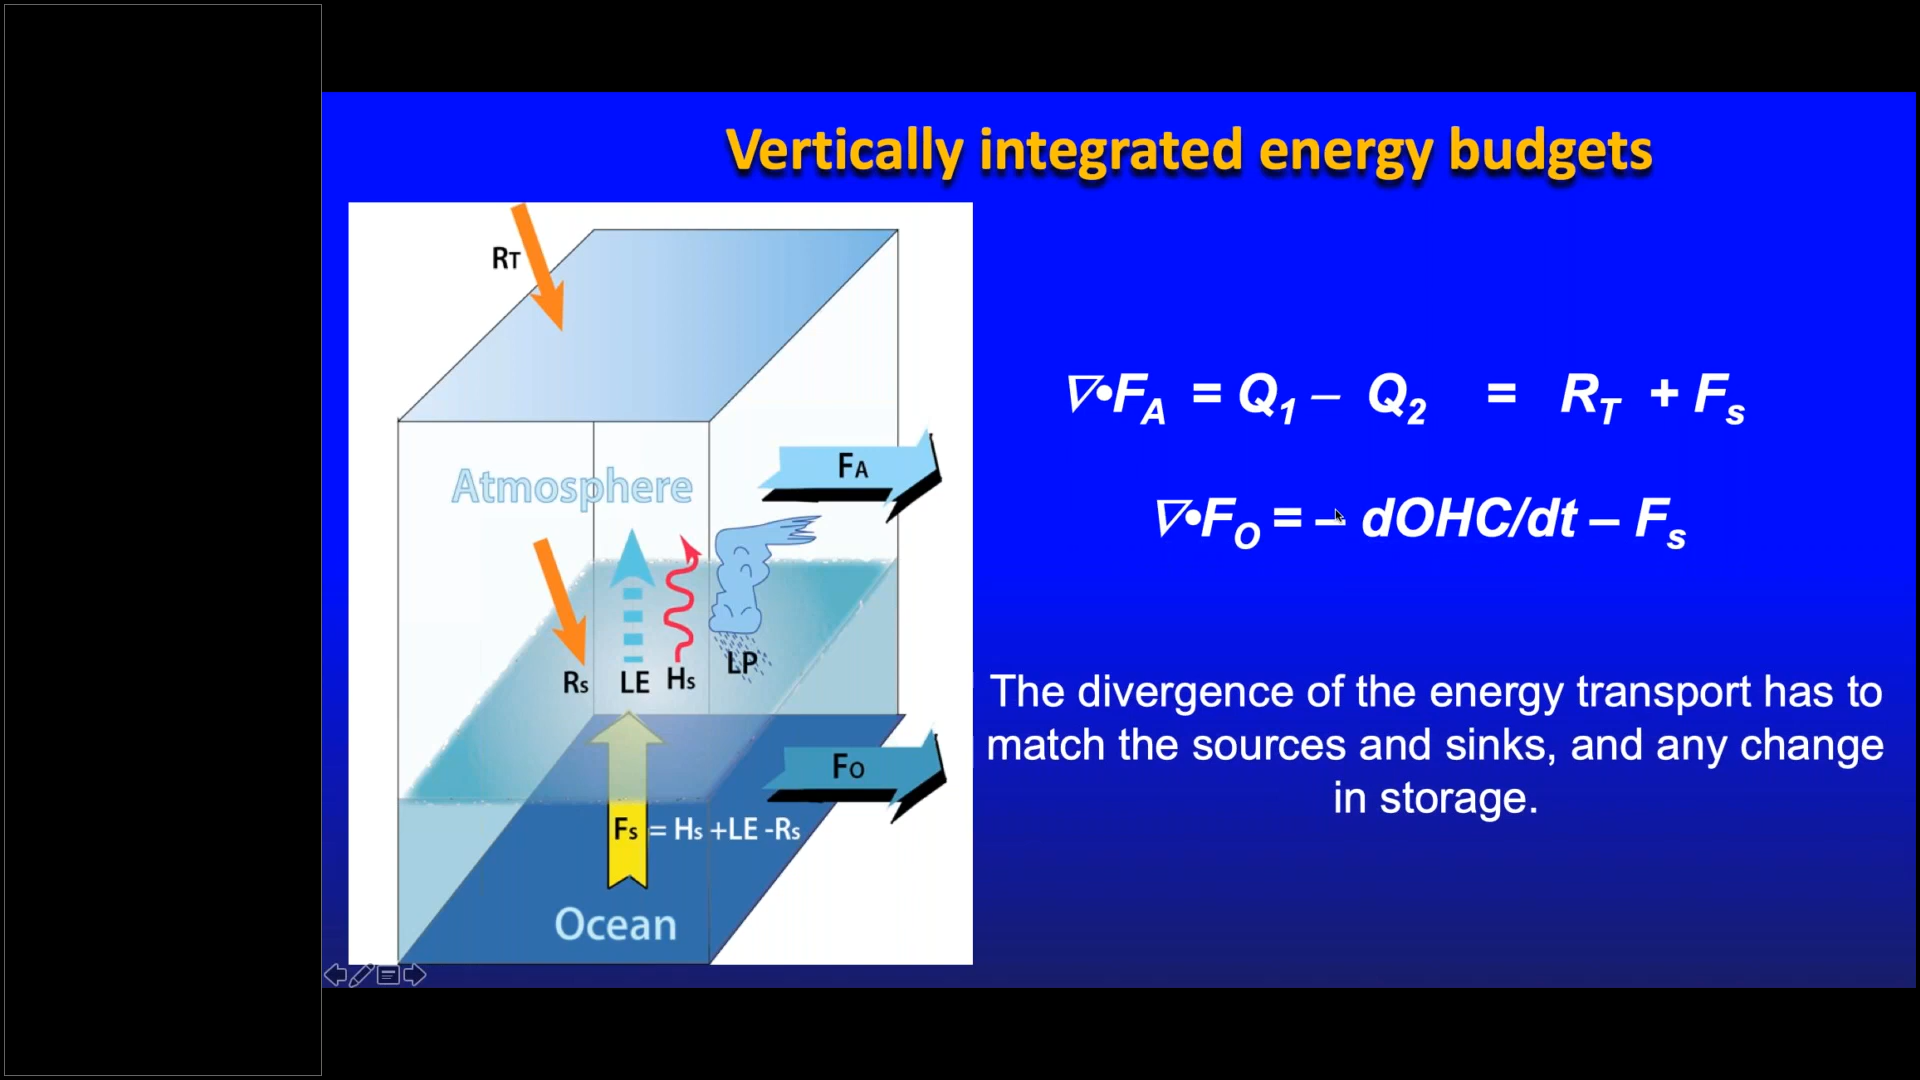 Vertically integrated energy budgets
RT
Atmosphere
FA
Rs LE Hs LP
Fo
Fs = Hs +LE -Rs
Ocean
∇•F_A = Q_1 – Q_2 = R_T + F_s
∇•F_O = – dOHC/dt – F_s
The divergence of the energy transport has to
match the sources and sinks, and any change
in storage.